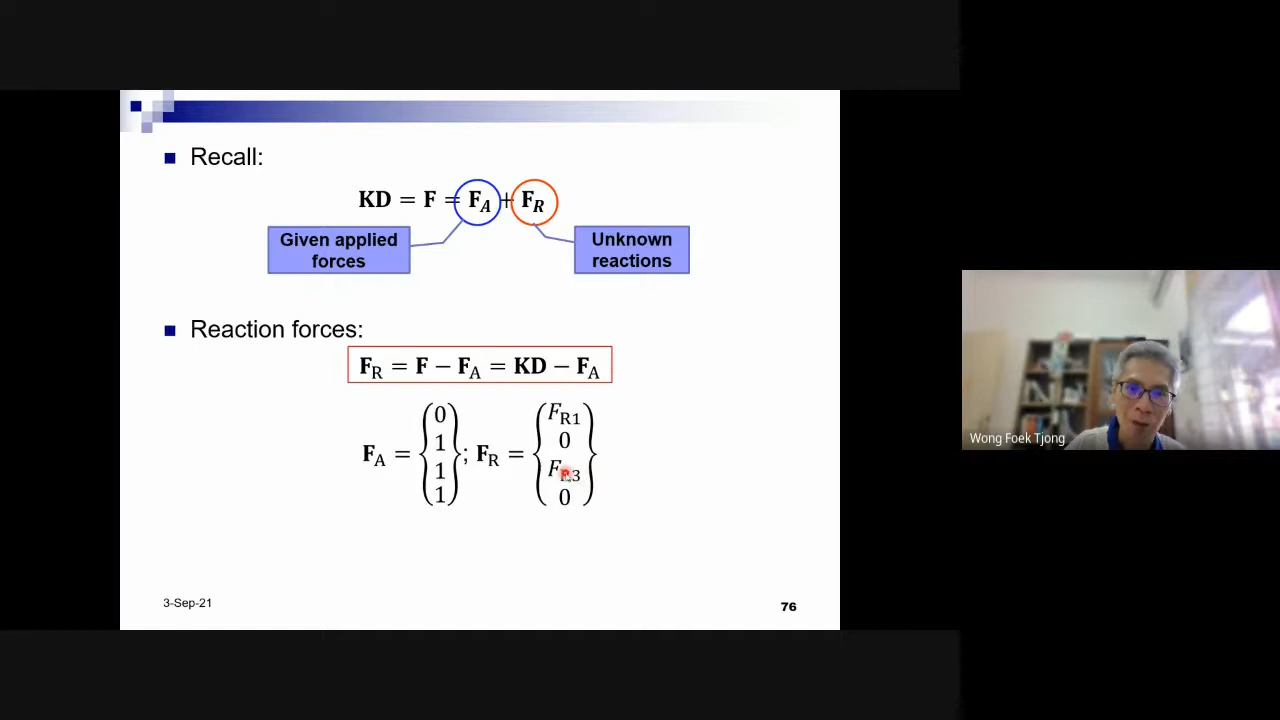 Recall:
𝐊𝐃 = 𝐅 = 𝐅_A + 𝐅_R
Given applied
forces
Unknown
reactions
Reaction forces:
𝐅_R = 𝐅 − 𝐅_A = 𝐊𝐃 − 𝐅_A
𝐅_A = {0 1 1 1}; 𝐅_R = {F_R1 0 F_R3 0}
3-Sep-21
76
Wong Foek Tjong